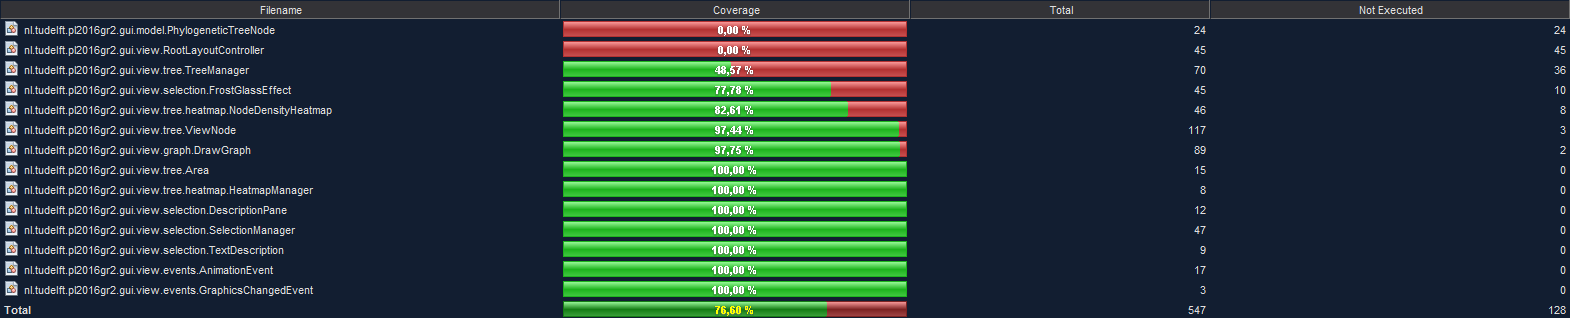 Filename Coverage Total Not Executed
nl.tudelft.pl2016gr2.gui.model.PhylogeneticTreeNode 0,00 % 24 24
nl.tudelft.pl2016gr2.gui.view.RootLayoutController 0,00 % 45 45
nl.tudelft.pl2016gr2.gui.view.tree.TreeManager 48,57 % 70 36
nl.tudelft.pl2016gr2.gui.view.selection.FrostGlassEffect 77,78 % 45 10
nl.tudelft.pl2016gr2.gui.view.tree.heatmap.NodeDensityHeatmap 82,61 % 46 8
nl.tudelft.pl2016gr2.gui.view.tree.ViewNode 97,44 % 117 3
nl.tudelft.pl2016gr2.gui.view.graph.DrawGraph 97,75 % 89 2
nl.tudelft.pl2016gr2.gui.view.tree.Area 100,00 % 15 0
nl.tudelft.pl2016gr2.gui.view.tree.heatmap.HeatmapManager 100,00 % 8 0
nl.tudelft.pl2016gr2.gui.view.selection.DescriptionPane 100,00 % 12 0
nl.tudelft.pl2016gr2.gui.view.selection.SelectionManager 100,00 % 47 0
nl.tudelft.pl2016gr2.gui.view.selection.TextDescription 100,00 % 9 0
nl.tudelft.pl2016gr2.gui.view.events.AnimationEvent 100,00 % 17 0
nl.tudelft.pl2016gr2.gui.view.events.GraphicsChangedEvent 100,00 % 3 0
Total 76,60 % 547 128